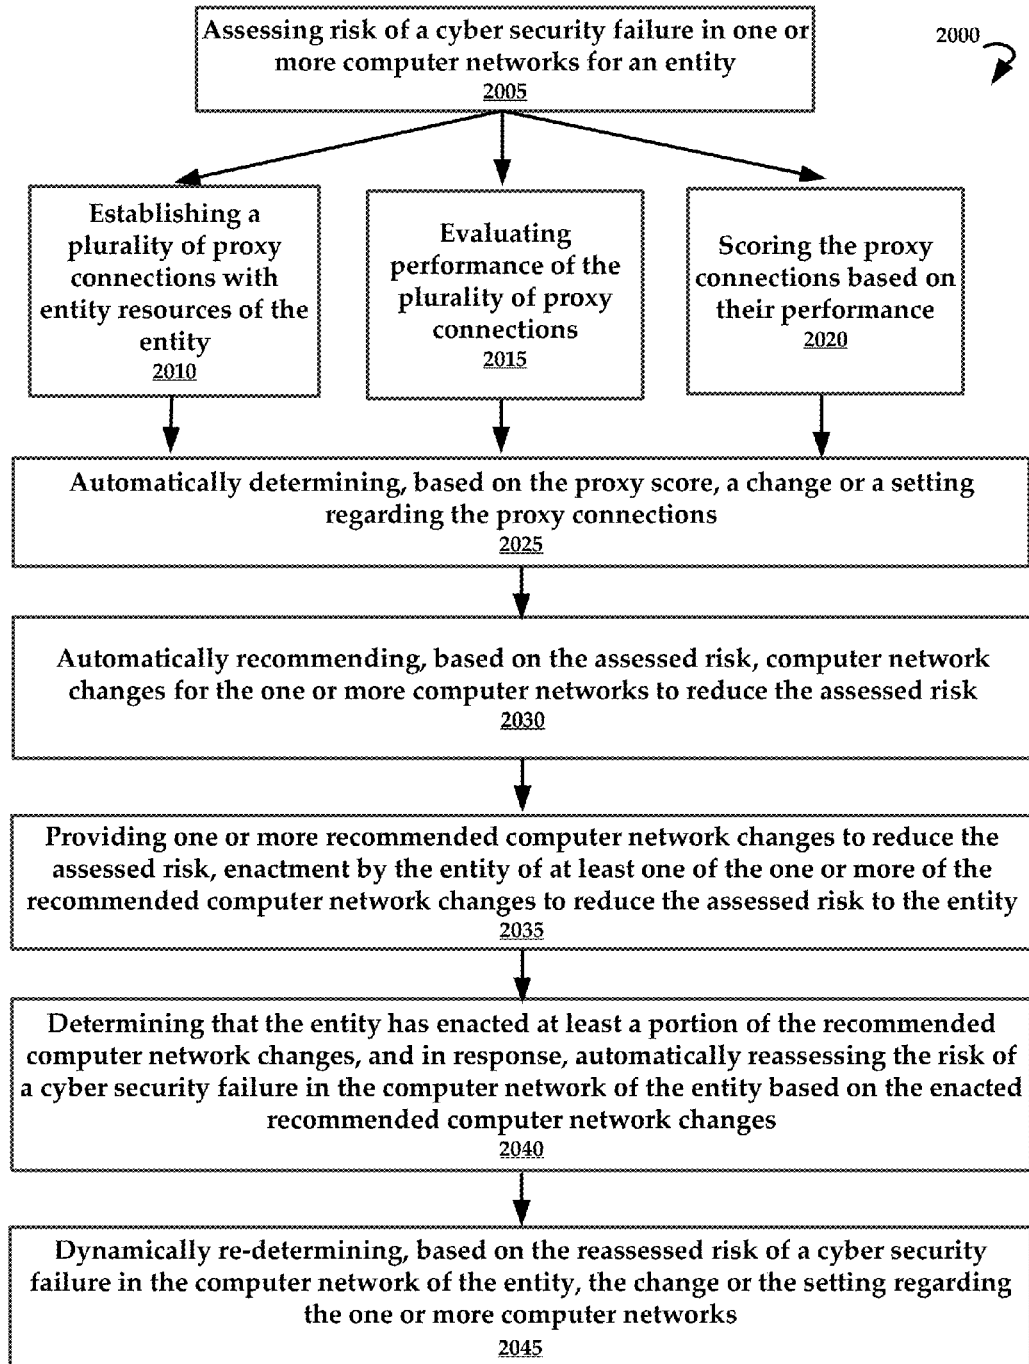 Assessing risk of a cyber security failure in one or
more computer networks for an entity
2005
2000
Establishing a
plurality of proxy
connections with
entity resources of the
entity
2010
Evaluating
performance of the
plurality of proxy
connections
2015
Scoring the proxy
connections based on
their performance
2020
Automatically determining, based on the proxy score, a change or a setting
regarding the proxy connections
2025
Automatically recommending, based on the assessed risk, computer network
changes for the one or more computer networks to reduce the assessed risk
2030
Providing one or more recommended computer network changes to reduce the
assessed risk, enactment by the entity of at least one of the one or more of the
recommended computer network changes to reduce the assessed risk to the entity
2035
Determining that the entity has enacted at least a portion of the recommended
computer network changes, and in response, automatically reassessing the risk of
a cyber security failure in the computer network of the entity based on the enacted
recommended computer network changes
2040
Dynamically re-determining, based on the reassessed risk of a cyber security
failure in the computer network of the entity, the change or the setting regarding
the one or more computer networks
2045